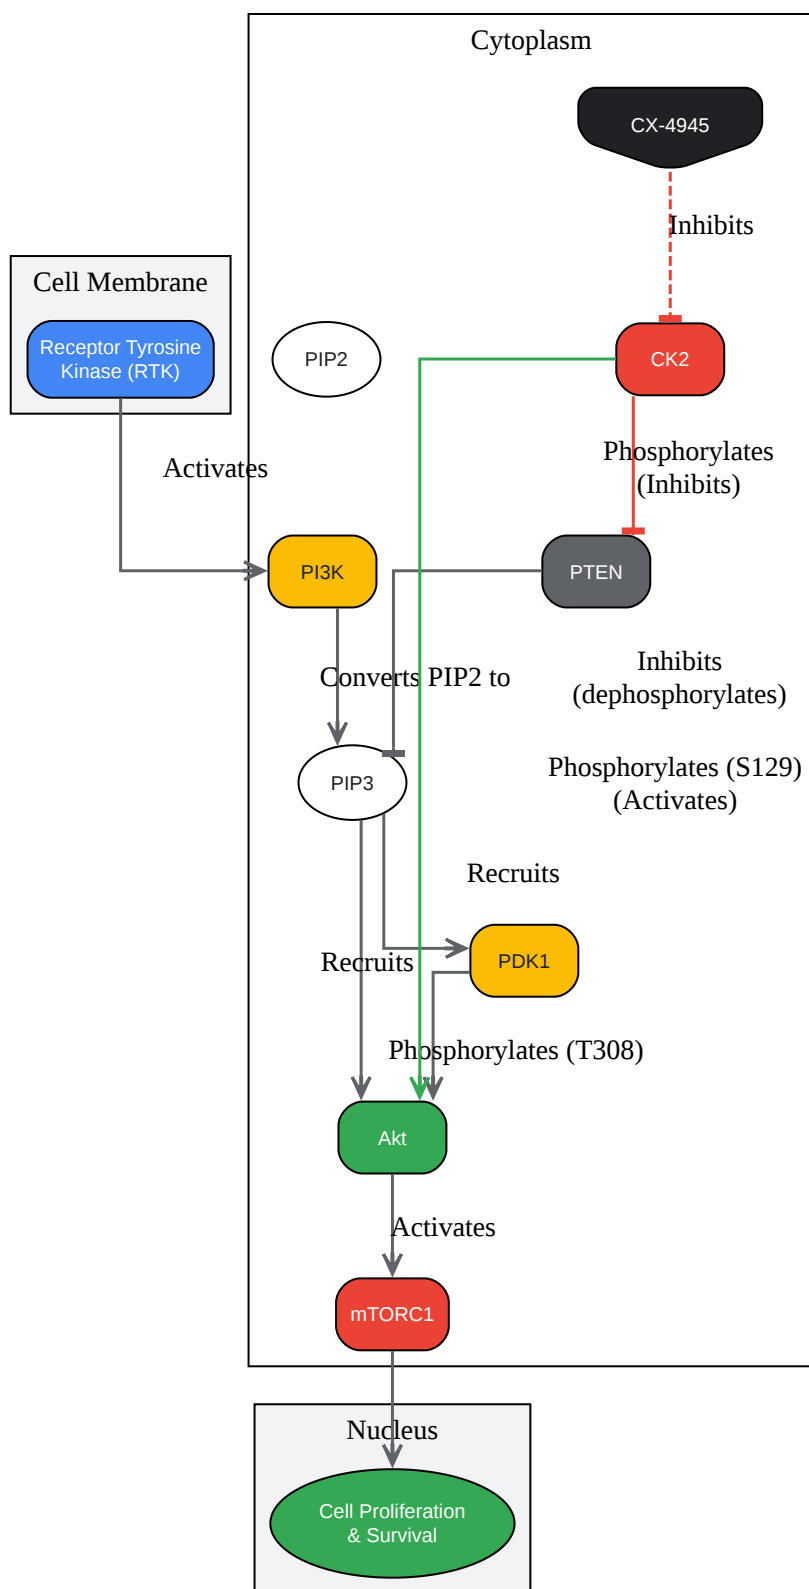 Cytoplasm
CX-4945
Inhibits
Cell Membrane
Receptor Tyrosine
Kinase (RTK)
PIP2
CK2
Activates
Phosphorylates
(Inhibits)
PI3K
PTEN
Converts PIP2 to
Inhibits
(dephosphorylates)
PIP3
Phosphorylates (S129)
(Activates)
Recruits
Recruits
PDK1
Phosphorylates (T308)
Akt
Activates
mTORC1
Nucleus
Cell Proliferation
& Survival